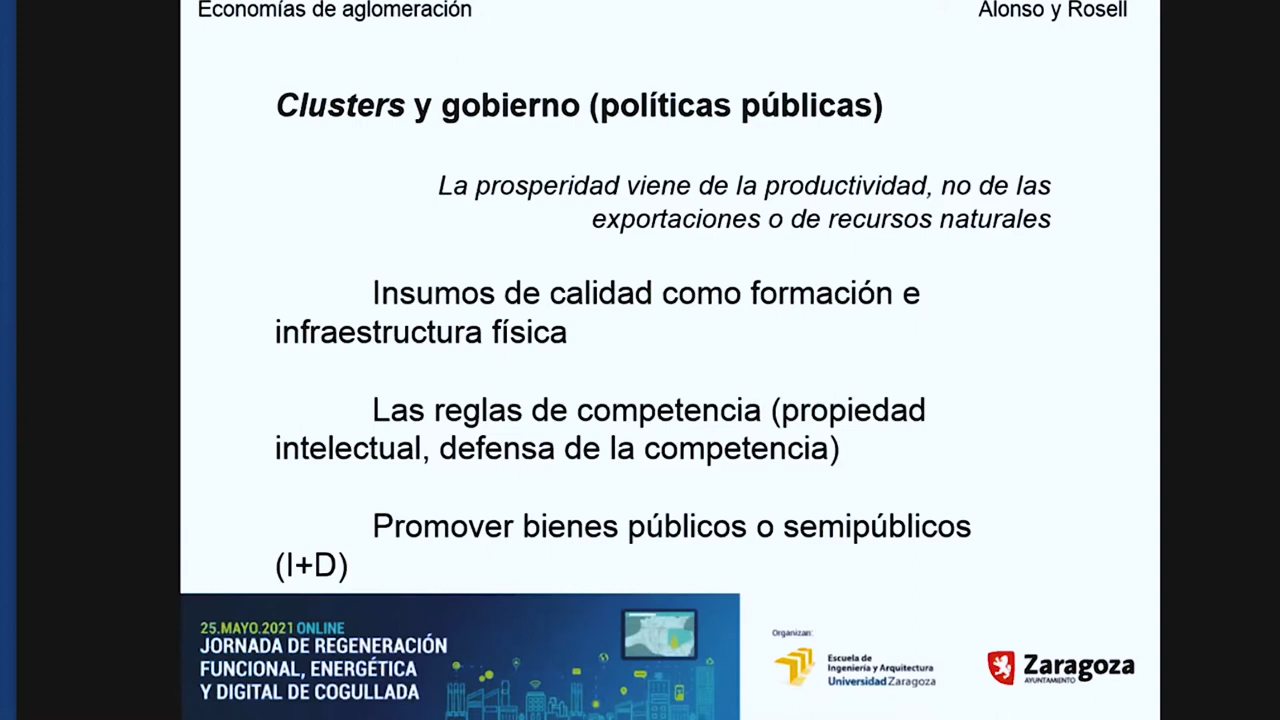 Economías de aglomeración
Alonso y Rosell
Clusters y gobierno (políticas públicas)
La prosperidad viene de la productividad, no de las
exportaciones o de recursos naturales
Insumos de calidad como formación e
infraestructura física
Las reglas de competencia (propiedad
intelectual, defensa de la competencia)
Promover bienes públicos o semipúblicos
(I+D)
25.MAYO.2021 ONLINE
JORNADA DE REGENERACIÓN
FUNCIONAL, ENERGÉTICA
Y DIGITAL DE COGULLADA
Organizan:
Escuela de
Ingeniería y Arquitectura
Universidad Zaragoza
Zaragoza
AYUNTAMIENTO